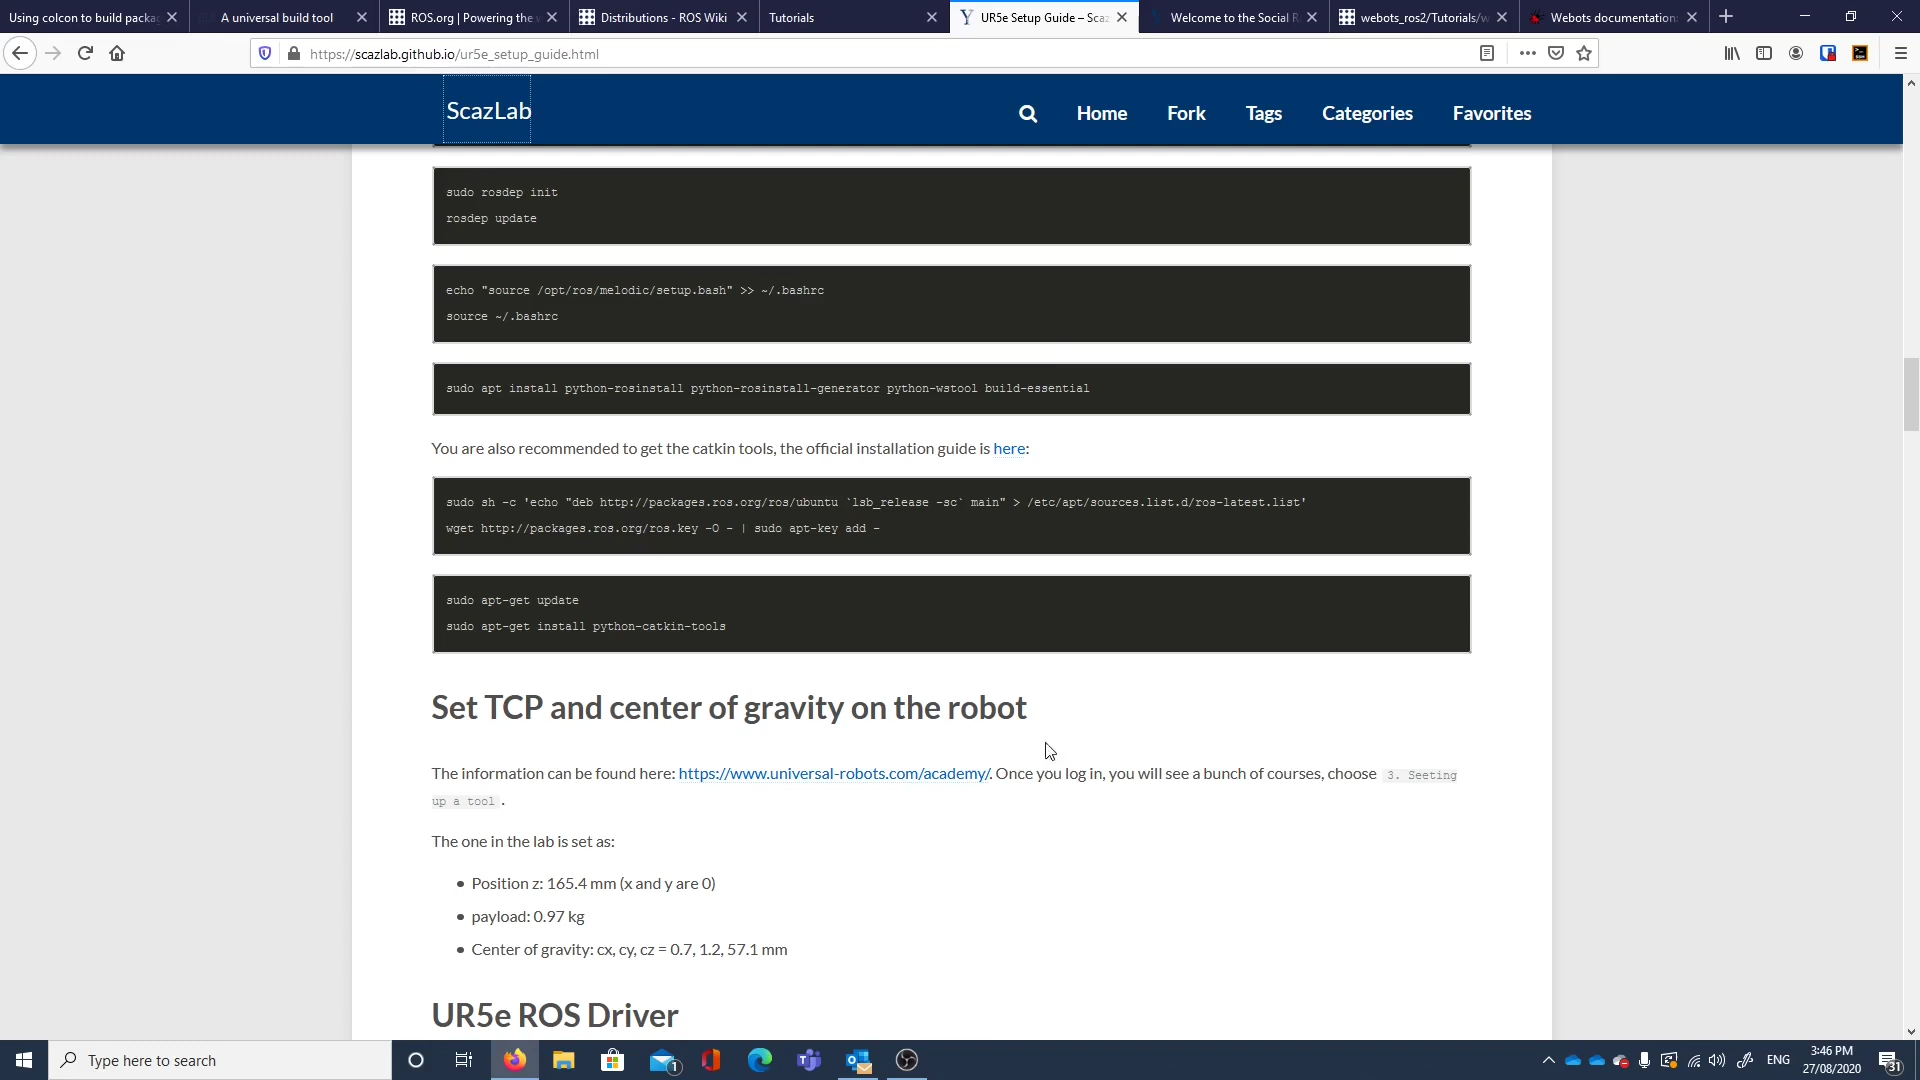 Using colcon to build packa
A universal build tool
ROS.org | Powering the
Distributions - ROS Wiki
Tutorials
UR5e Setup Guide – Scaz
Welcome to the Social R
webots_ros2/Tutorials/w
Webots documentation
https://scazlab.github.io/ur5e_setup_guide.html
ScazLab
Home
Fork
Tags
Categories
Favorites
sudo rosdep init
rosdep update
echo "source /opt/ros/melodic/setup.bash" >> ~/.bashrc
source ~/.bashrc
sudo apt install python-rosinstall python-rosinstall-generator python-wstool build-essential
You are also recommended to get the catkin tools, the official installation guide is here:
sudo sh -c 'echo "deb http://packages.ros.org/ros/ubuntu `lsb_release -sc` main" > /etc/apt/sources.list.d/ros-latest.list'
wget http://packages.ros.org/ros.key -O - | sudo apt-key add -
sudo apt-get update
sudo apt-get install python-catkin-tools
Set TCP and center of gravity on the robot
The information can be found here: https://www.universal-robots.com/academy/. Once you log in, you will see a bunch of courses, choose 3. Seeting
up a tool .
The one in the lab is set as:
Position z: 165.4 mm (x and y are 0)
payload: 0.97 kg
Center of gravity: cx, cy, cz = 0.7, 1.2, 57.1 mm
UR5e ROS Driver
Type here to search
1
ENG
3:46 PM
27/08/2020
31